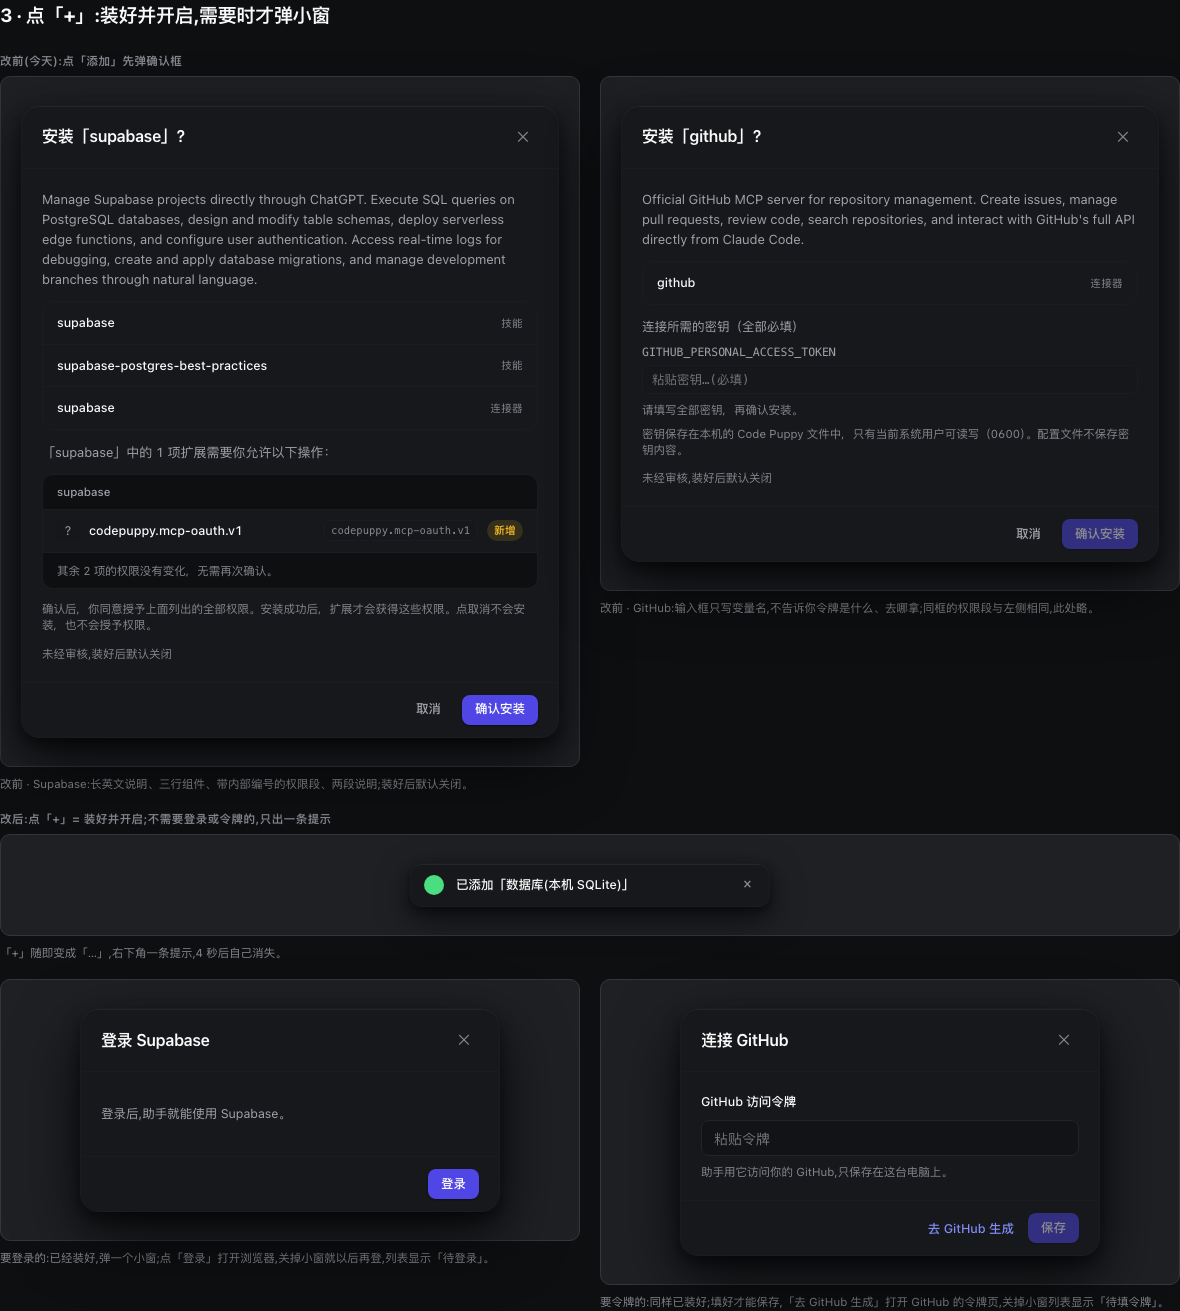 3 · 点「+」:装好并开启,需要时才弹小窗
改前(今天):点「添加」先弹确认框
安装「supabase」?
Manage Supabase projects directly through ChatGPT. Execute SQL queries on
PostgreSQL databases, design and modify table schemas, deploy serverless
edge functions, and configure user authentication. Access real-time logs for
debugging, create and apply database migrations, and manage development
branches through natural language.
supabase 技能
supabase-postgres-best-practices 技能
supabase 连接器
「supabase」中的 1 项扩展需要你允许以下操作:
supabase
? codepuppy.mcp-oauth.v1 codepuppy.mcp-oauth.v1 新增
其余 2 项的权限没有变化，无需再次确认。
确认后，你同意授予上面列出的全部权限。安装成功后，扩展才会获得这些权限。点取消不会安
装，也不会授予权限。
未经审核,装好后默认关闭
取消 确认安装
改前 · Supabase:长英文说明、三行组件、带内部编号的权限段、两段说明;装好后默认关闭。
安装「github」?
Official GitHub MCP server for repository management. Create issues, manage
pull requests, review code, search repositories, and interact with GitHub's full API
directly from Claude Code.
github 连接器
连接所需的密钥（全部必填）
GITHUB_PERSONAL_ACCESS_TOKEN
粘贴密钥…(必填)
请填写全部密钥，再确认安装。
密钥保存在本机的 Code Puppy 文件中，只有当前系统用户可读写（0600）。配置文件不保存密
钥内容。
未经审核,装好后默认关闭
取消 确认安装
改前 · GitHub:输入框只写变量名,不告诉你令牌是什么、去哪拿;同框的权限段与左侧相同,此处略。
改后:点「+」= 装好并开启;不需要登录或令牌的,只出一条提示
已添加「数据库(本机 SQLite)」 ×
「+」随即变成「…」,右下角一条提示,4 秒后自己消失。
登录 Supabase
登录后,助手就能使用 Supabase。
登录
要登录的:已经装好,弹一个小窗;点「登录」打开浏览器,关掉小窗就以后再登,列表显示「待登录」。
连接 GitHub
GitHub 访问令牌
粘贴令牌
助手用它访问你的 GitHub,只保存在这台电脑上。
去 GitHub 生成 保存
要令牌的:同样已装好;填好才能保存,「去 GitHub 生成」打开 GitHub 的令牌页,关掉小窗列表显示「待填令牌」。